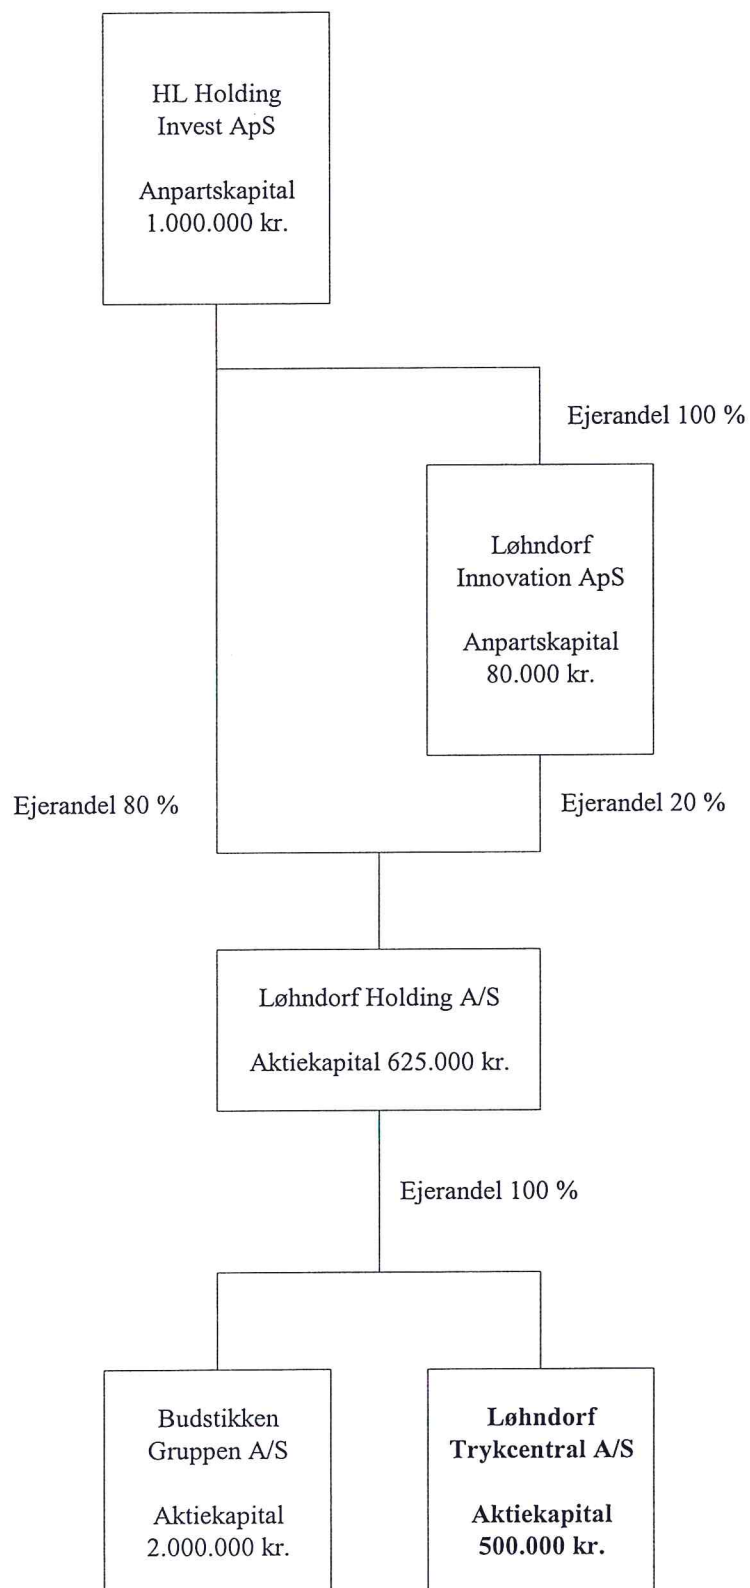 HL Holding
Invest ApS
Anpartskapital
1.000.000 kr.
Ejerandel 100 %
Løhndorf
Innovation ApS
Anpartskapital
80.000 kr.
Ejerandel 80 %
Ejerandel 20 %
Løhndorf Holding A/S
Aktiekapital 625.000 kr.
Ejerandel 100 %
Budstikken
Gruppen A/S
Aktiekapital
2.000.000 kr.
Løhndorf
Trykcentral A/S
Aktiekapital
500.000 kr.